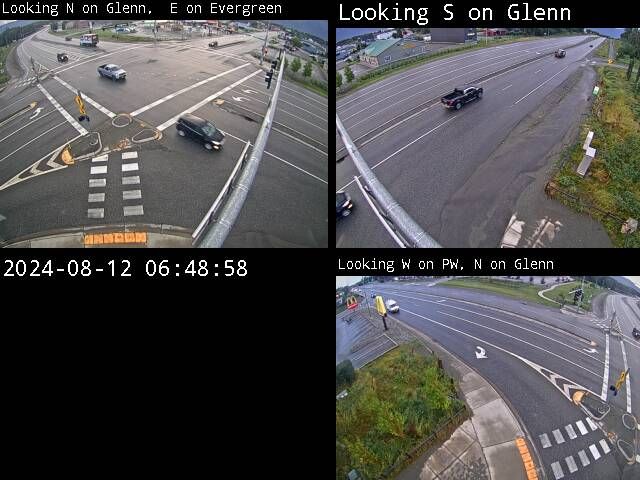 Looking N on Glenn,  E on Evergreen
Looking S on Glenn
2024-08-12 06:48:58
Looking W on PW, N on Glenn